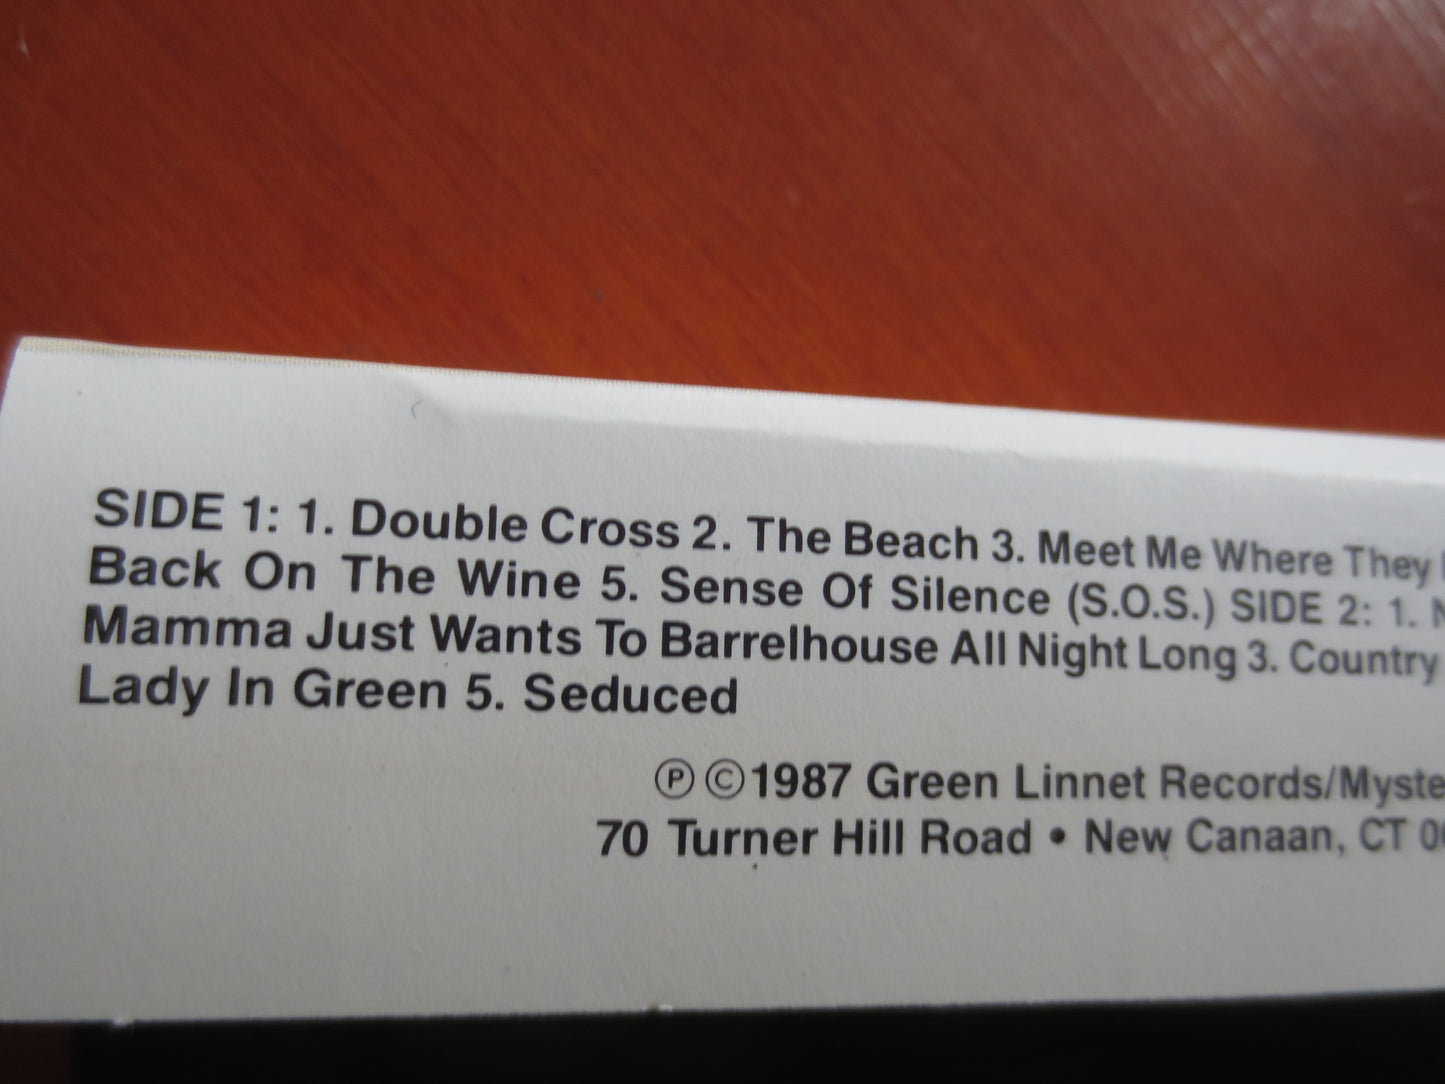 SIDE 1: 1. Double Cross 2. The Beach 3. Meet Me Where They
Back On The Wine 5. Sense Of Silence (S.O.S.) SIDE 2: 1.
Mamma Just Wants To Barrelhouse All Night Long 3. Country
Lady In Green 5. Seduced
Ⓟ ©1987 Green Linnet Records/Myste
70 Turner Hill Road • New Canaan, CT